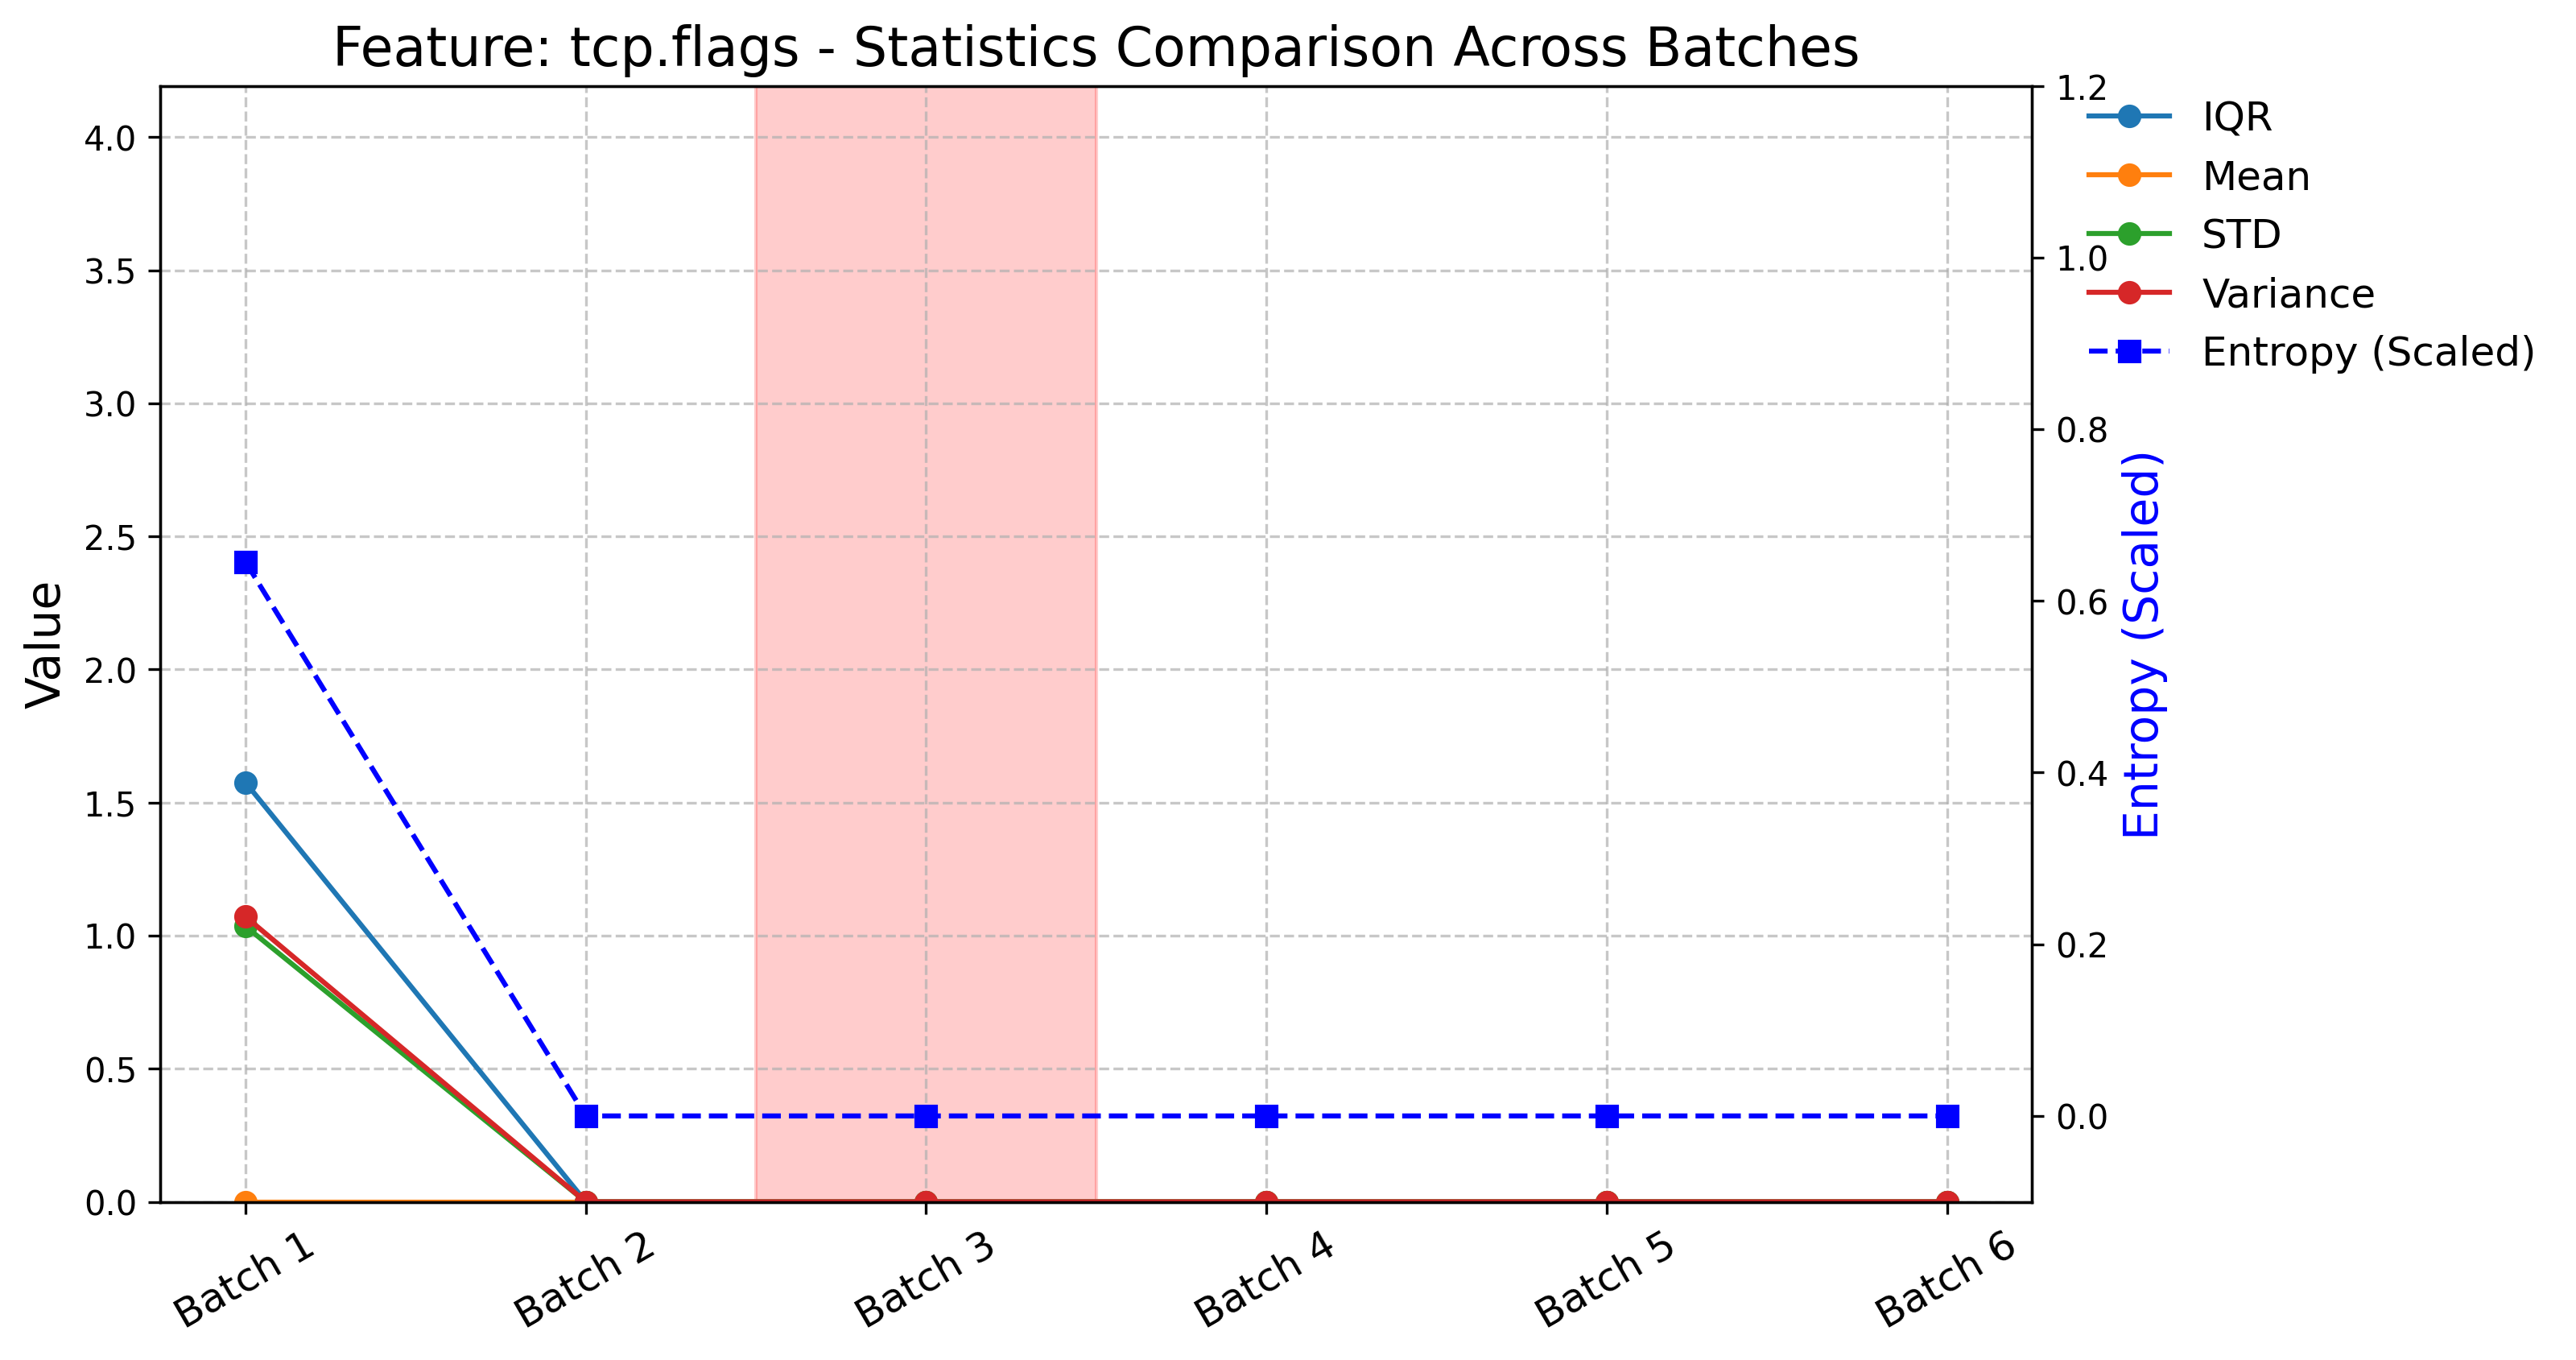 Feature: tcp.flags - Statistics Comparison Across Batches
Value
4.0
3.5
3.0
2.5
2.0
1.5
1.0
0.5
0.0
Batch 1
Batch 2
Batch 3
Batch 4
Batch 5
Batch 6
1.2
1.0
0.8
0.6
0.4
0.2
0.0
Entropy (Scaled)
IQR
Mean
STD
Variance
Entropy (Scaled)